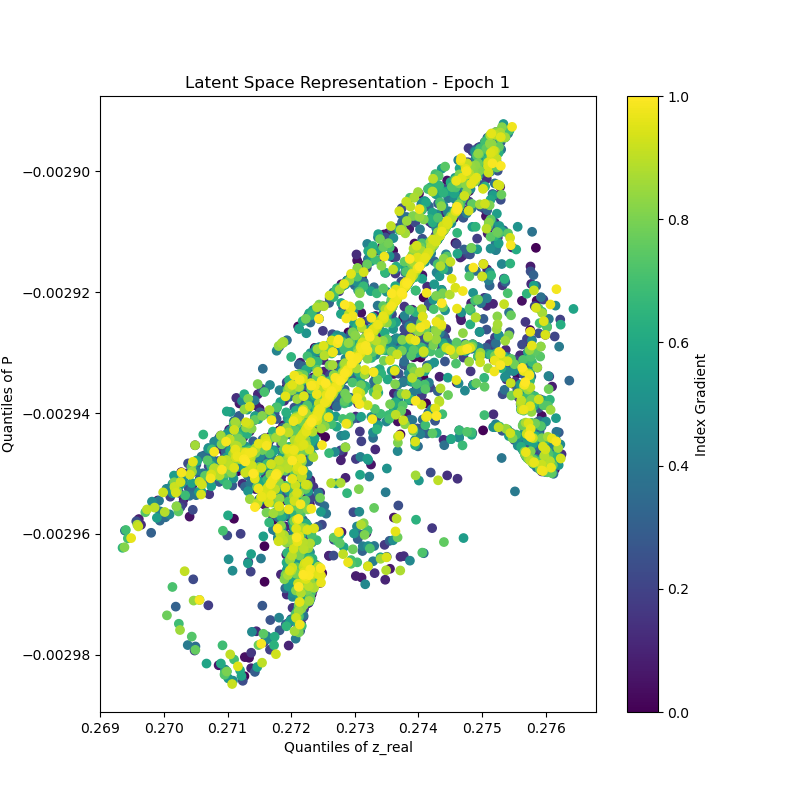 Latent Space Representation - Epoch 1
Quantiles of P
−0.00290
−0.00292
−0.00294
−0.00296
−0.00298
0.269 0.270 0.271 0.272 0.273 0.274 0.275 0.276
Quantiles of z_real
1.0
0.8
0.6
0.4
0.2
0.0
Index Gradient